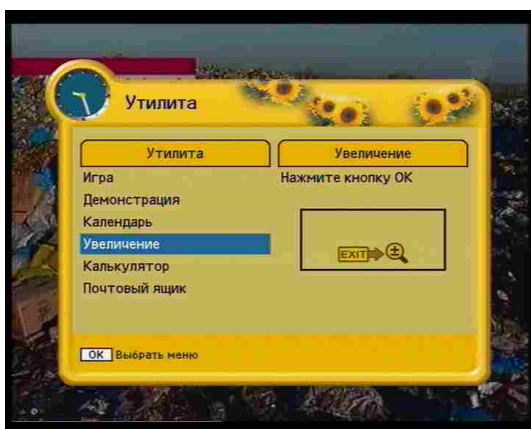 Утилита
Утилита
Увеличение
Игра
Нажмите кнопку OK
Демонстрация
Календарь
Увеличение
EXIT
Калькулятор
Почтовый ящик
OK Выбрать меню